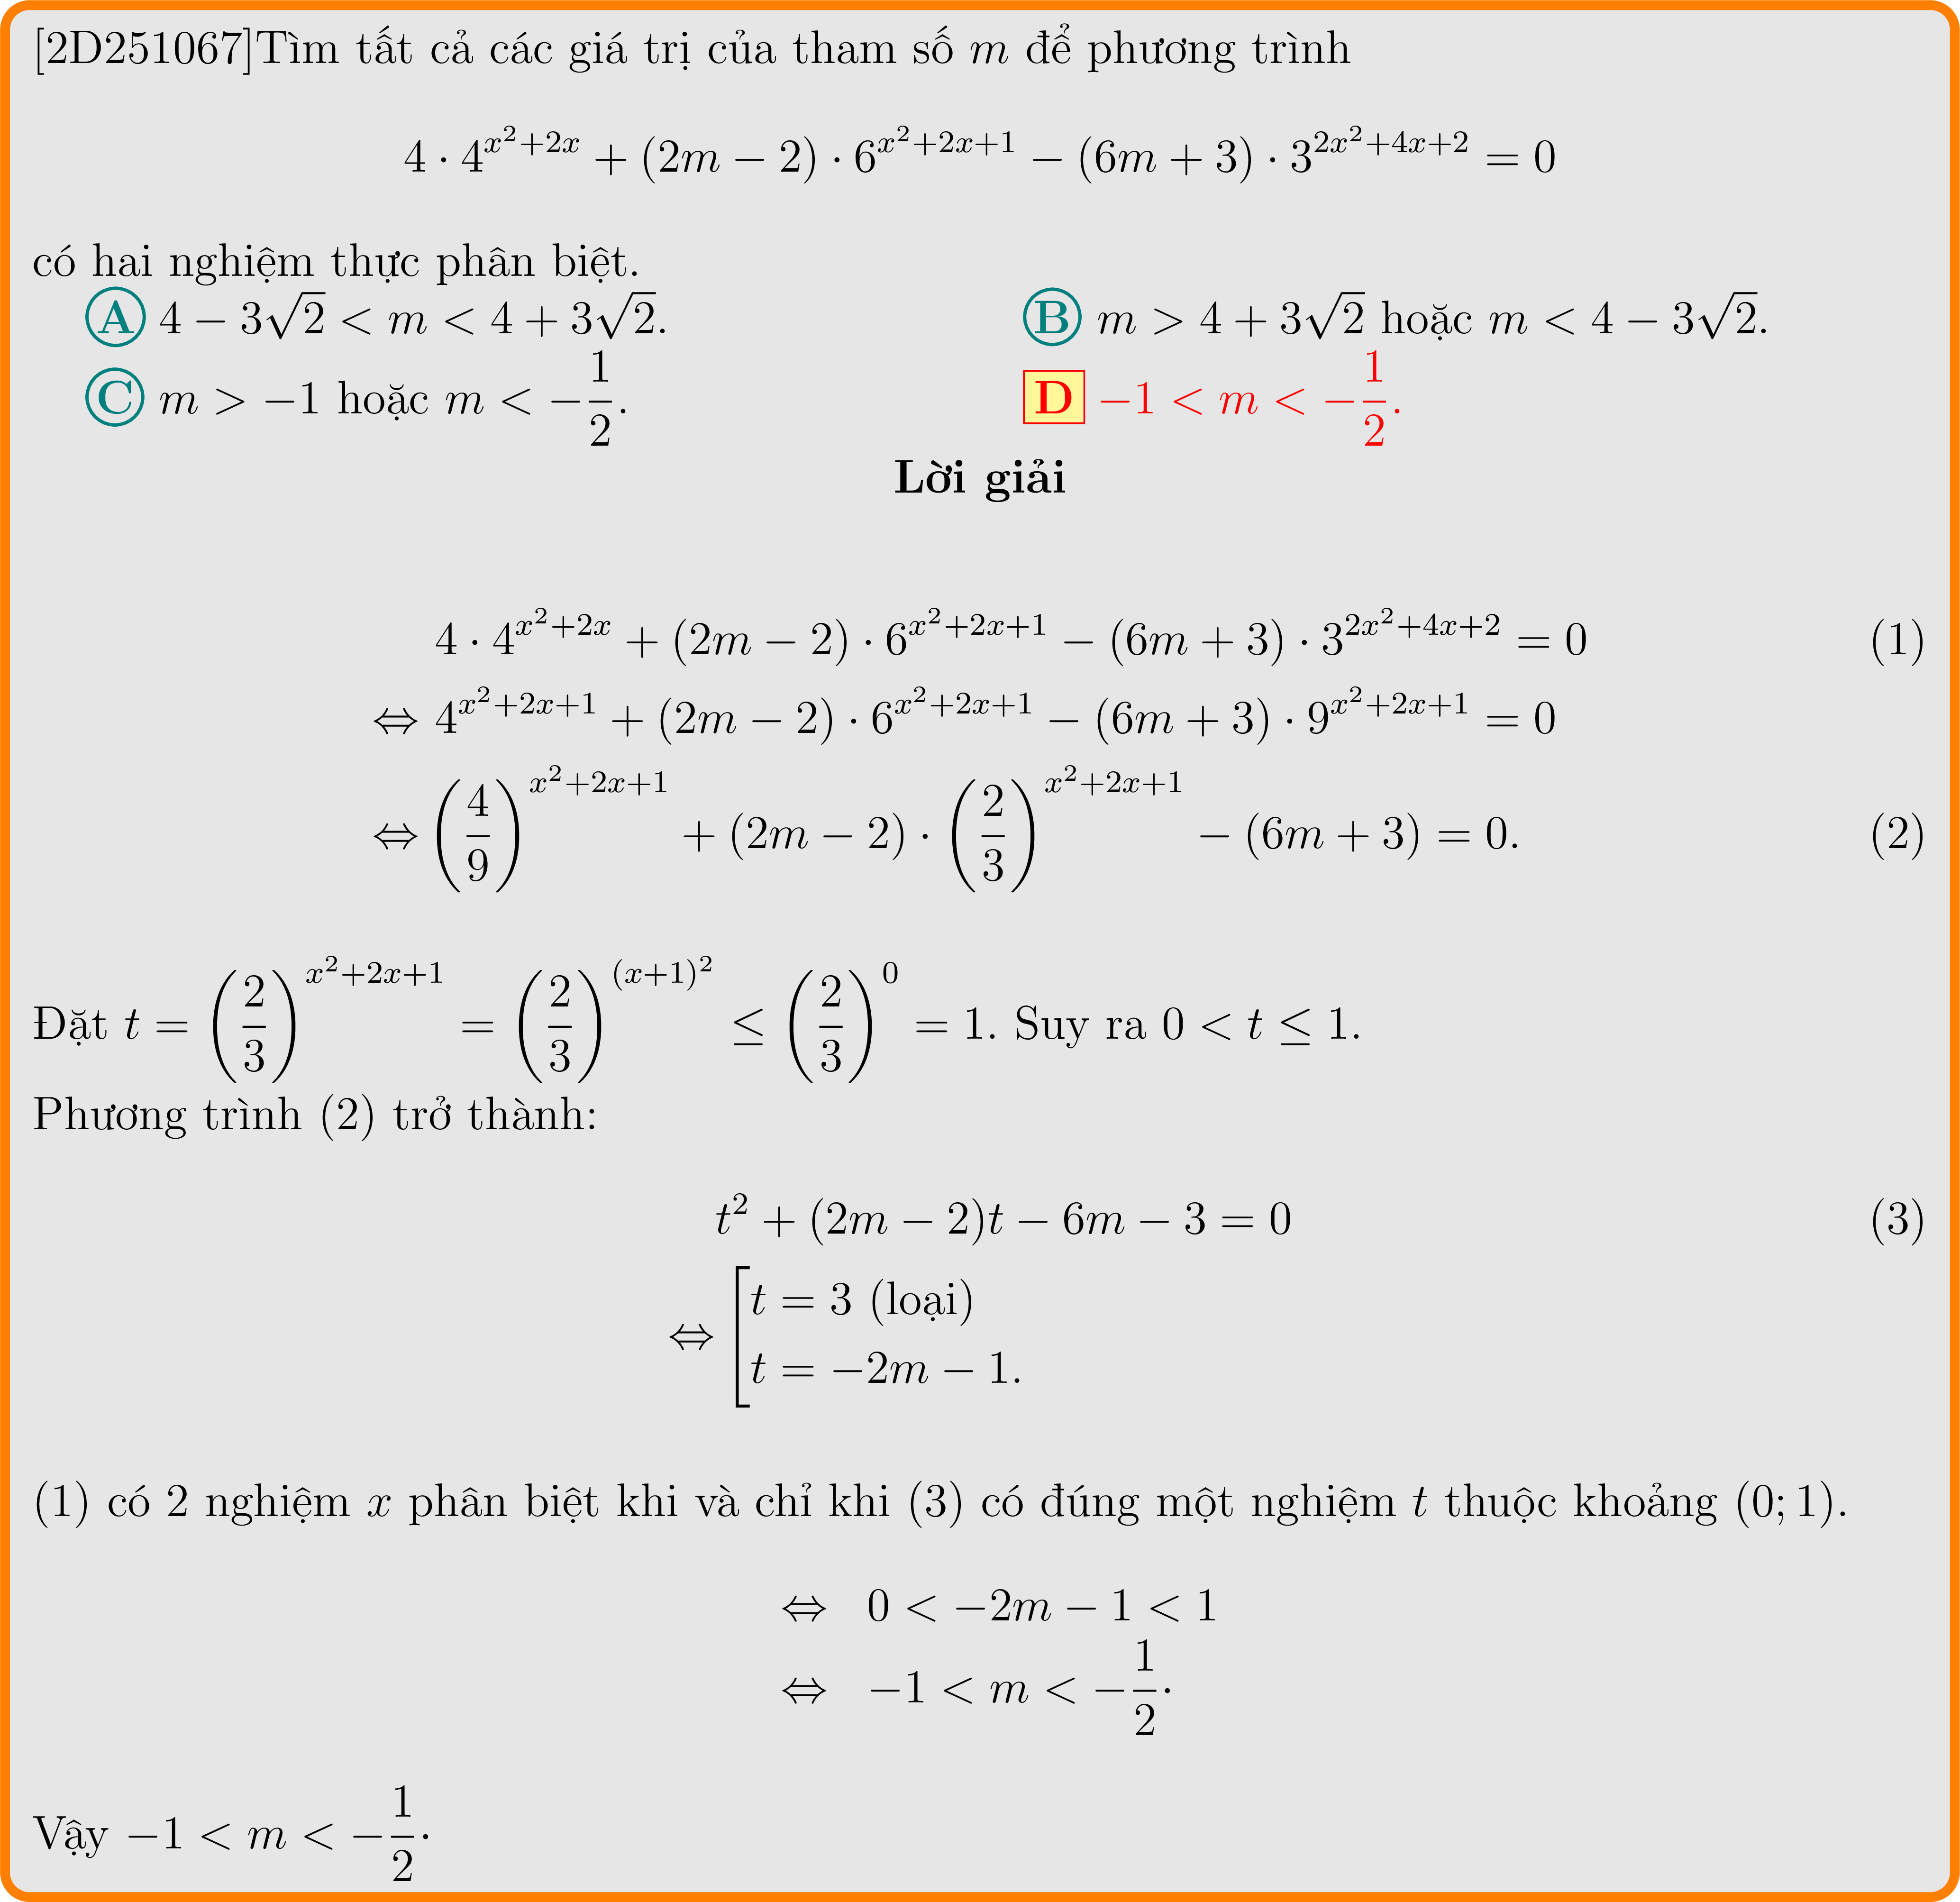 [2D251067]Tìm tất cả các giá trị của tham số $m$ để phương trình
$4 \cdot 4^{x^2+2x} + (2m - 2) \cdot 6^{x^2+2x+1} - (6m + 3) \cdot 3^{2x^2+4x+2} = 0$
có hai nghiệm thực phân biệt.
A $4 - 3\sqrt{2} < m < 4 + 3\sqrt{2}$. B $m > 4 + 3\sqrt{2}$ hoặc $m < 4 - 3\sqrt{2}$.
C $m > -1$ hoặc $m < -\frac{1}{2}$. D $-1 < m < -\frac{1}{2}$.
Lời giải
$4 \cdot 4^{x^2+2x} + (2m - 2) \cdot 6^{x^2+2x+1} - (6m + 3) \cdot 3^{2x^2+4x+2} = 0$ (1)
$\Leftrightarrow 4^{x^2+2x+1} + (2m - 2) \cdot 6^{x^2+2x+1} - (6m + 3) \cdot 9^{x^2+2x+1} = 0$
$\Leftrightarrow \left(\frac{4}{9}\right)^{x^2+2x+1} + (2m - 2) \cdot \left(\frac{2}{3}\right)^{x^2+2x+1} - (6m + 3) = 0.$ (2)
Đặt $t = \left(\frac{2}{3}\right)^{x^2+2x+1} = \left(\frac{2}{3}\right)^{(x+1)^2} \leq \left(\frac{2}{3}\right)^0 = 1$. Suy ra $0 < t \leq 1$.
Phương trình (2) trở thành:
$t^2 + (2m - 2)t - 6m - 3 = 0$ (3)
$\Leftrightarrow \left[\begin{array}{l} t = 3 \text{ (loại)} \\ t = -2m - 1. \end{array}\right.$
(1) có 2 nghiệm $x$ phân biệt khi và chỉ khi (3) có đúng một nghiệm $t$ thuộc khoảng $(0; 1)$.
$\Leftrightarrow 0 < -2m - 1 < 1$
$\Leftrightarrow -1 < m < -\frac{1}{2} \cdot$
Vậy $-1 < m < -\frac{1}{2} \cdot$